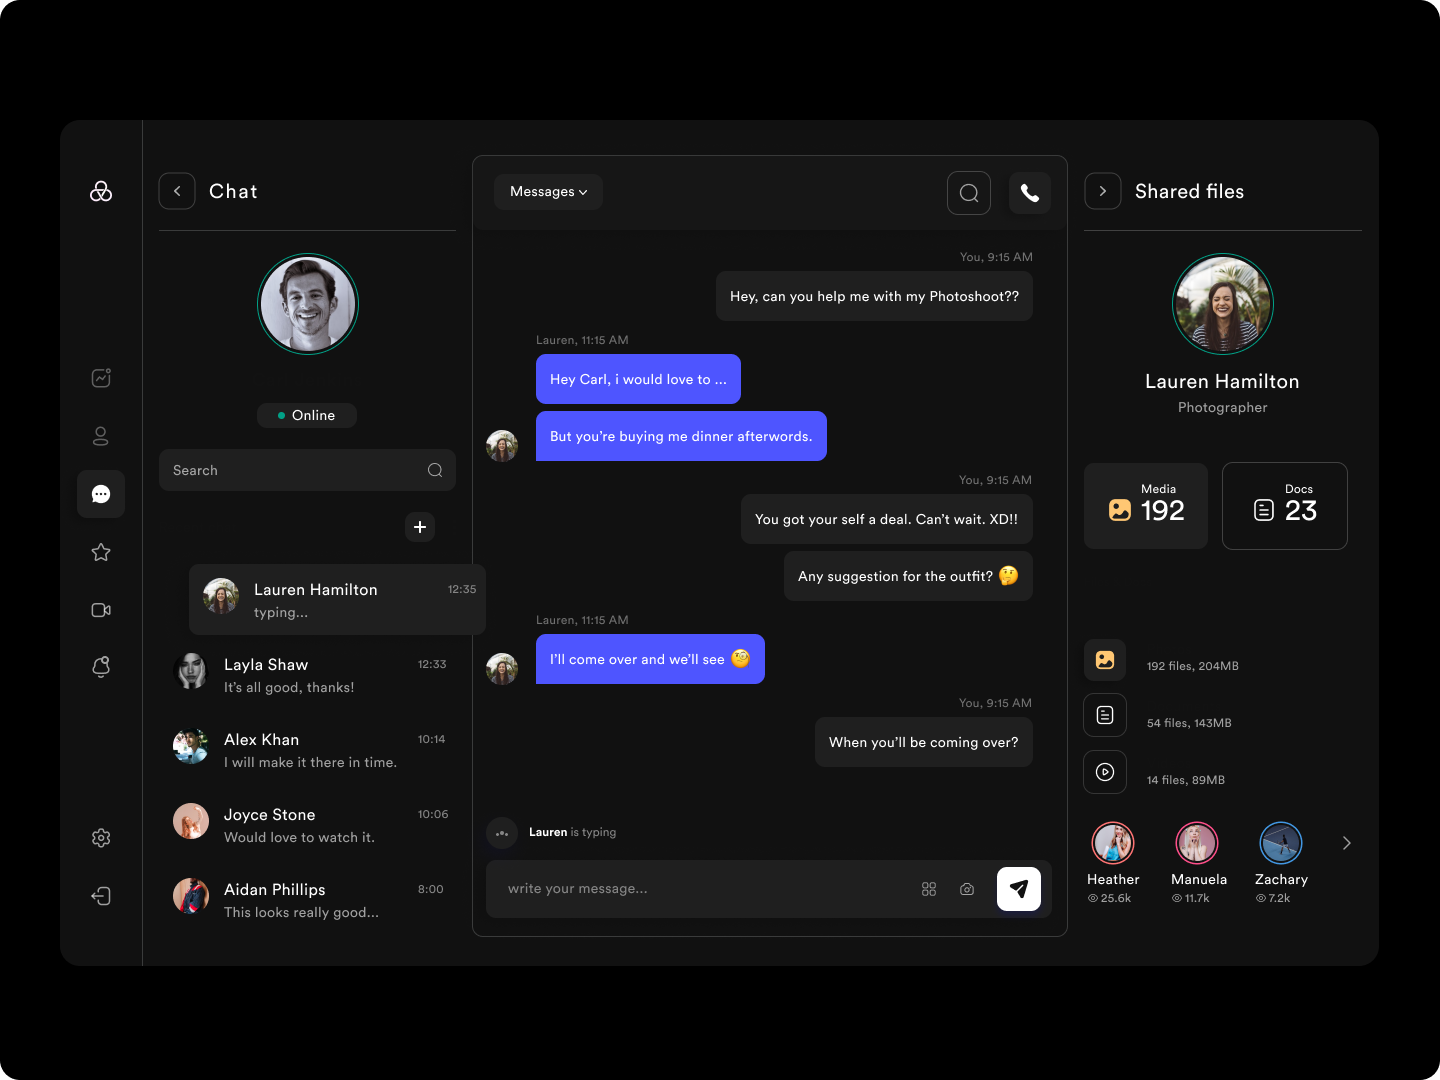 Chat
Online
Search
Lauren Hamilton 12:35
typing...
Layla Shaw 12:33
It's all good, thanks!
Alex Khan 10:14
I will make it there in time.
Joyce Stone 10:06
Would love to watch it.
Aidan Phillips 8:00
This looks really good...
Messages
You, 9:15 AM
Hey, can you help me with my Photoshoot??
Lauren, 11:15 AM
Hey Carl, i would love to ...
But you're buying me dinner afterwords.
You, 9:15 AM
You got your self a deal. Can't wait. XD!!
Any suggestion for the outfit? 🤔
Lauren, 11:15 AM
I'll come over and we'll see 🧐
You, 9:15 AM
When you'll be coming over?
Lauren is typing
write your message...
Shared files
Lauren Hamilton
Photographer
Media
192
Docs
23
192 files, 204MB
54 files, 143MB
14 files, 89MB
Heather Manuela Zachary
25.6k 11.7k 7.2k